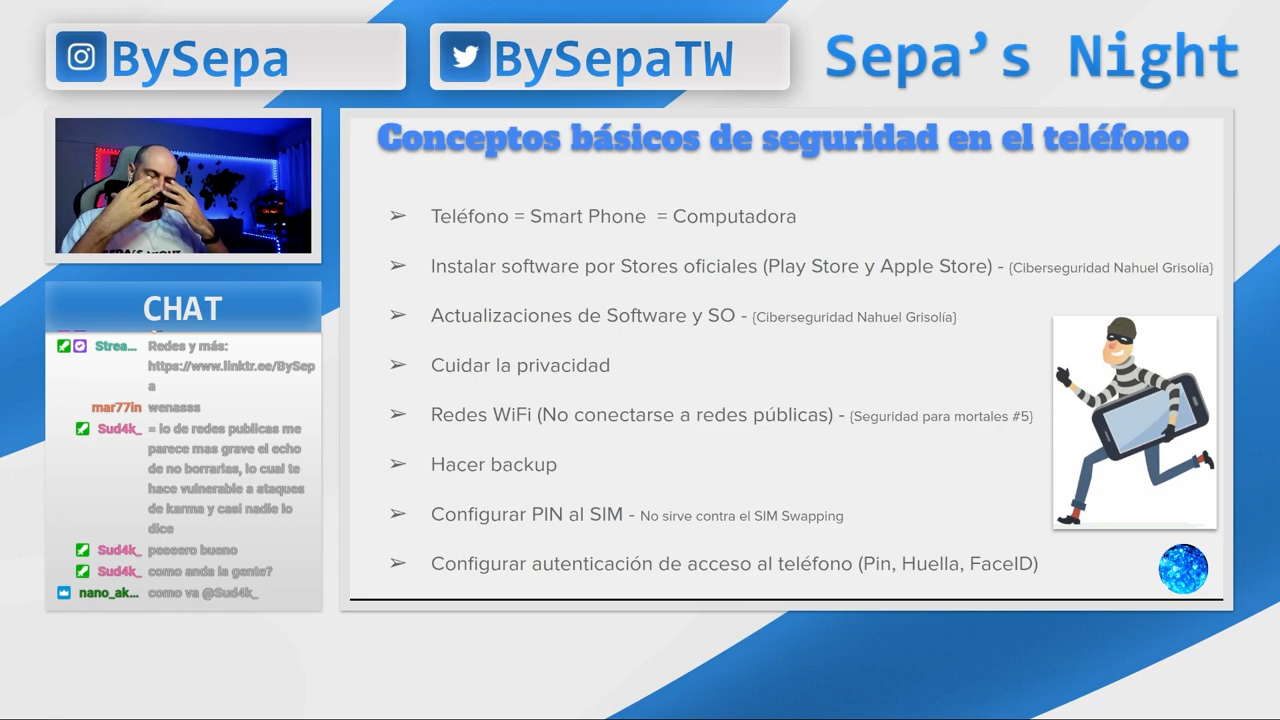 BySepa
BySepaTW
Sepa's Night
Conceptos básicos de seguridad en el teléfono
➢ Teléfono = Smart Phone = Computadora
➢ Instalar software por Stores oficiales (Play Store y Apple Store) - {Ciberseguridad Nahuel Grisolía}
➢ Actualizaciones de Software y SO - {Ciberseguridad Nahuel Grisolía}
➢ Cuidar la privacidad
➢ Redes WiFi (No conectarse a redes públicas) - {Seguridad para mortales #5}
➢ Hacer backup
➢ Configurar PIN al SIM - No sirve contra el SIM Swapping
➢ Configurar autenticación de acceso al teléfono (Pin, Huella, FaceID)
CHAT
Strea... Redes y más:
https://www.linktr.ee/BySep
a
mar77in wenasss
Sud4k_ = lo de redes publicas me
parece mas grave el echo
de no borrarlas, lo cual te
hace vulnerable a ataques
de karma y casi nadie lo
dice
Sud4k_ peeeero bueno
Sud4k_ como anda la gente?
nano_ak... como va @Sud4k_